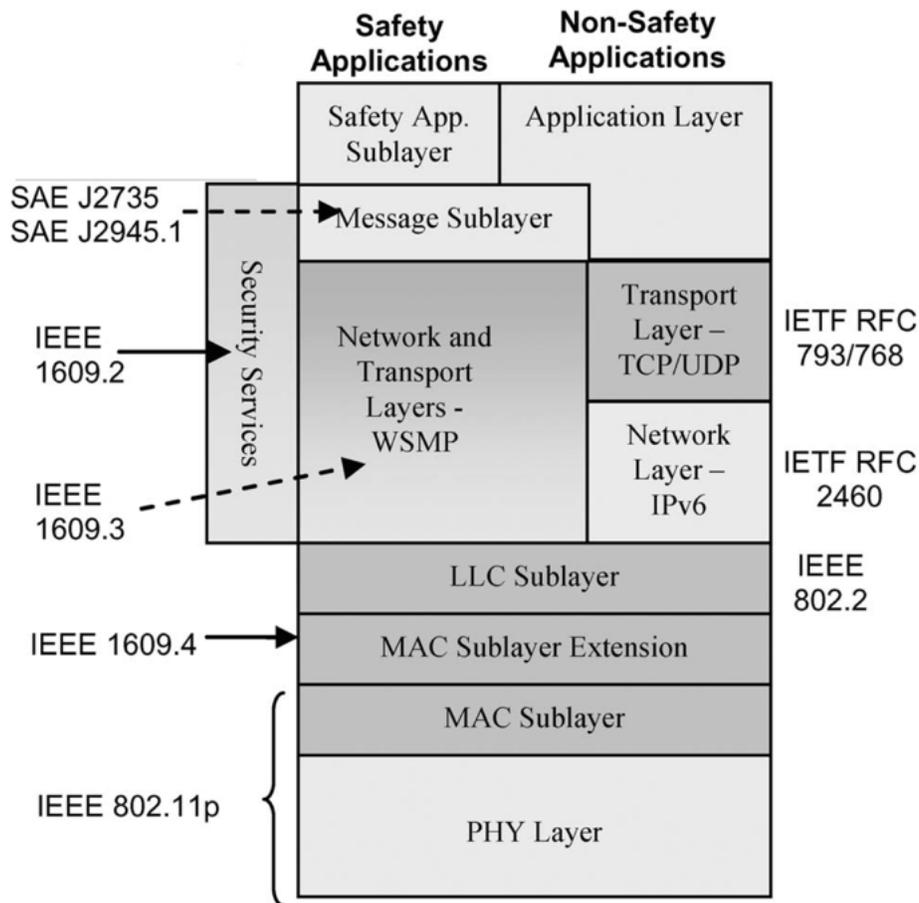 Safety
Applications
Non-Safety
Applications
Safety App.
Sublayer
Application Layer
SAE J2735
SAE J2945.1
Message Sublayer
Security Services
IEEE
1609.2
Network and
Transport
Layers -
WSMP
Transport
Layer –
TCP/UDP
IETF RFC
793/768
Network
Layer –
IPv6
IETF RFC
2460
IEEE
1609.3
LLC Sublayer
IEEE
802.2
IEEE 1609.4
MAC Sublayer Extension
MAC Sublayer
IEEE 802.11p
PHY Layer